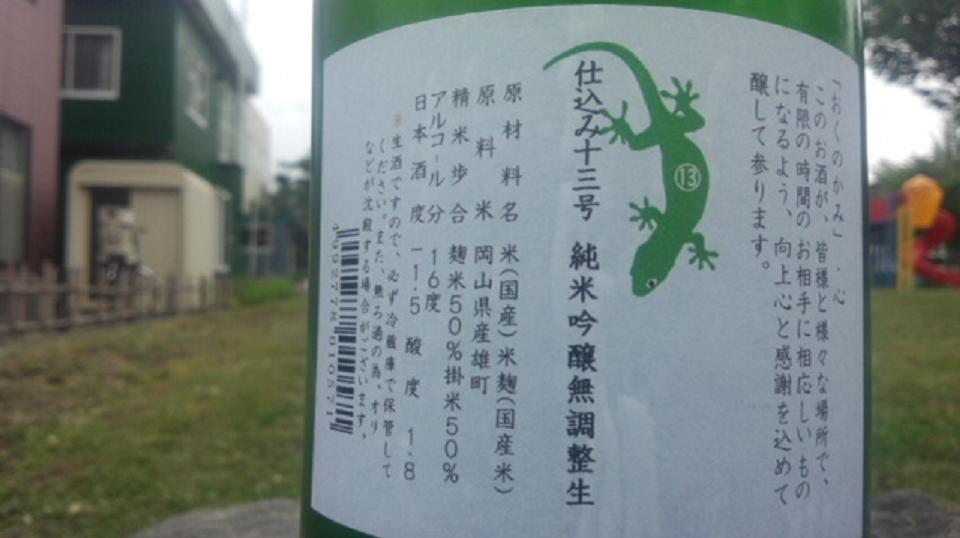 「おくのかみ」
このお酒が、皆様と様々な場所で、
有限の時間のお相手に相応しいもの
になるよう、向上心と感謝を込めて
醸して参ります。
⑬
仕込み十三号 純米吟醸無調整生
原材料名 米(国産)米麹(国産米)
原料米 岡山県産雄町
精米歩合 麹米50%掛米50%
アルコール分 16度
日本酒度 -1.5 酸度 1.8
※生酒ですので、必ず冷蔵庫で保管して
ください。また、無ろ過の為、オリ
などが沈殿する場合がございます。